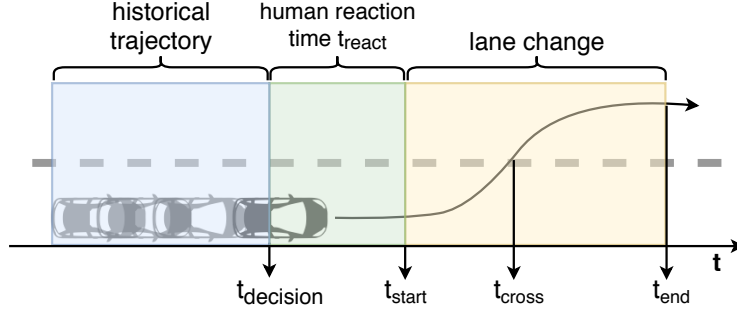 historical
trajectory
human reaction
time t_react
lane change
t
t_decision
t_start
t_cross
t_end